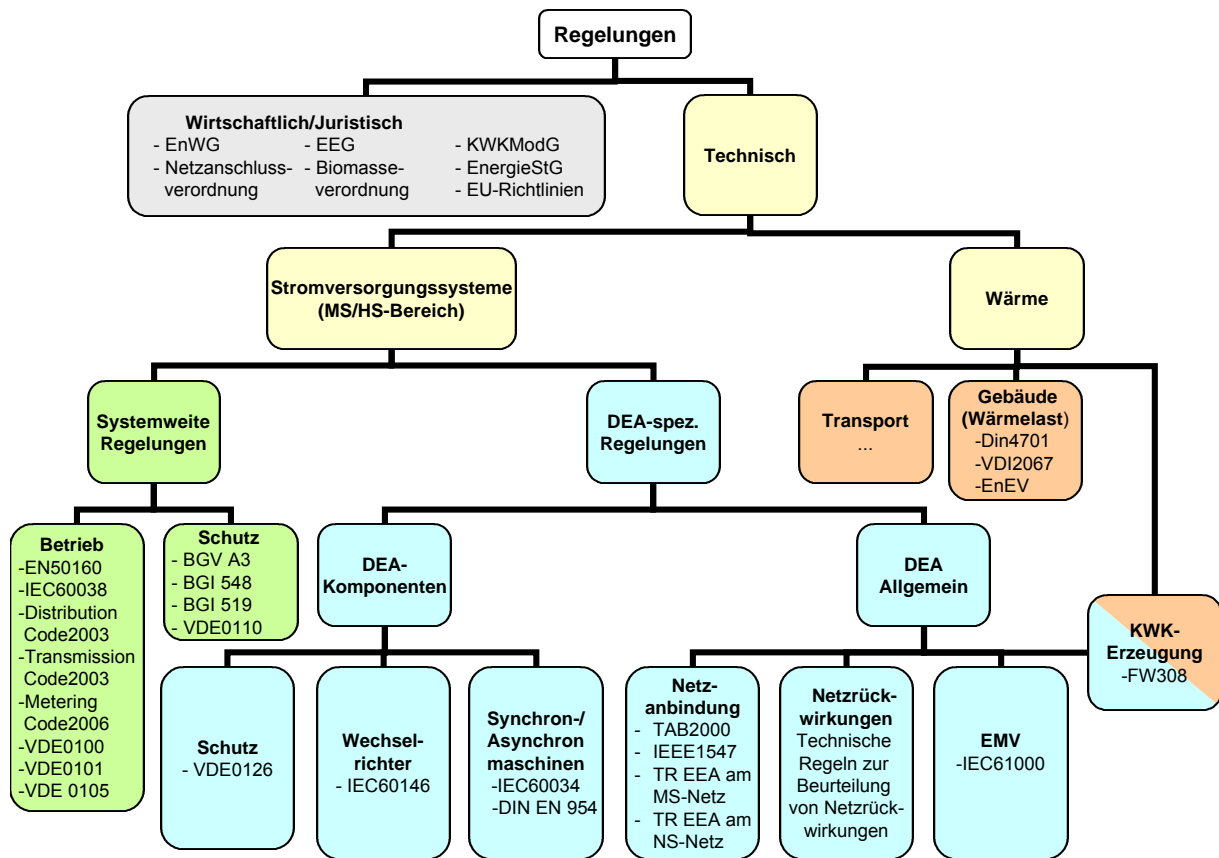 Regelungen
Wirtschaftlich/Juristisch
- EnWG - EEG - KWKModG
- Netzanschluss- - Biomasse- - EnergieStG
verordnung verordnung - EU-Richtlinien
Technisch
Stromversorgungssysteme
(MS/HS-Bereich)
Wärme
Systemweite
Regelungen
DEA-spez.
Regelungen
Transport
...
Gebäude
(Wärmelast)
-Din4701
-VDI2067
-EnEV
Betrieb
-EN50160
-IEC60038
-Distribution
Code2003
-Transmission
Code2003
-Metering
Code2006
-VDE0100
-VDE0101
-VDE 0105
Schutz
- BGV A3
- BGI 548
- BGI 519
- VDE0110
DEA-
Komponenten
DEA
Allgemein
KWK-
Erzeugung
-FW308
Schutz
- VDE0126
Wechsel-
richter
- IEC60146
Synchron-/
Asynchron
maschinen
-IEC60034
-DIN EN 954
Netz-
anbindung
- TAB2000
- IEEE1547
- TR EEA am
MS-Netz
- TR EEA am
NS-Netz
Netzrück-
wirkungen
Technische
Regeln zur
Beurteilung
von Netzrück-
wirkungen
EMV
-IEC61000